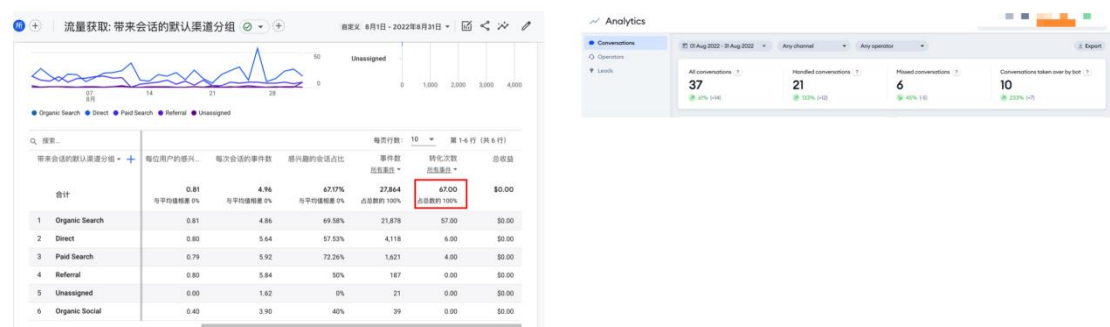 所 流量获取: 带来会话的默认渠道分组
自定义 8月1日 - 2022年8月31日
50
0
07
8月
14
21
28
Unassigned
0 1,000 2,000 3,000 4,000
Organic Search Direct Paid Search Referral Unassigned
搜索...
每页行数: 10 第 1-6 行 (共 6 行)
带来会话的默认渠道分组 每位用户的感兴... 每次会话的事件数 感兴趣的会话占比 事件数 转化次数 总收益
所有事件 所有事件
合计 0.81 4.96 67.17% 27,864 67.00 $0.00
与平均值相差 0% 与平均值相差 0% 与平均值相差 0% 占总数的 100% 占总数的 100%
1 Organic Search 0.81 4.86 69.58% 21,878 57.00 $0.00
2 Direct 0.80 5.64 57.53% 4,118 6.00 $0.00
3 Paid Search 0.79 5.92 72.26% 1,621 4.00 $0.00
4 Referral 0.80 5.84 50% 187 0.00 $0.00
5 Unassigned 0.00 1.62 0% 21 0.00 $0.00
6 Organic Social 0.40 3.90 40% 39 0.00 $0.00
Analytics
Conversations
Operators
Leads
01 Aug 2022 - 31 Aug 2022 Any channel Any operator Export
All conversations ? Handled conversations ? Missed conversations ? Conversations taken over by bot ?
37 21 6 10
61% (+14) 133% (+12) 45% (-5) 233% (+7)